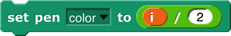 set pen color to i / 2